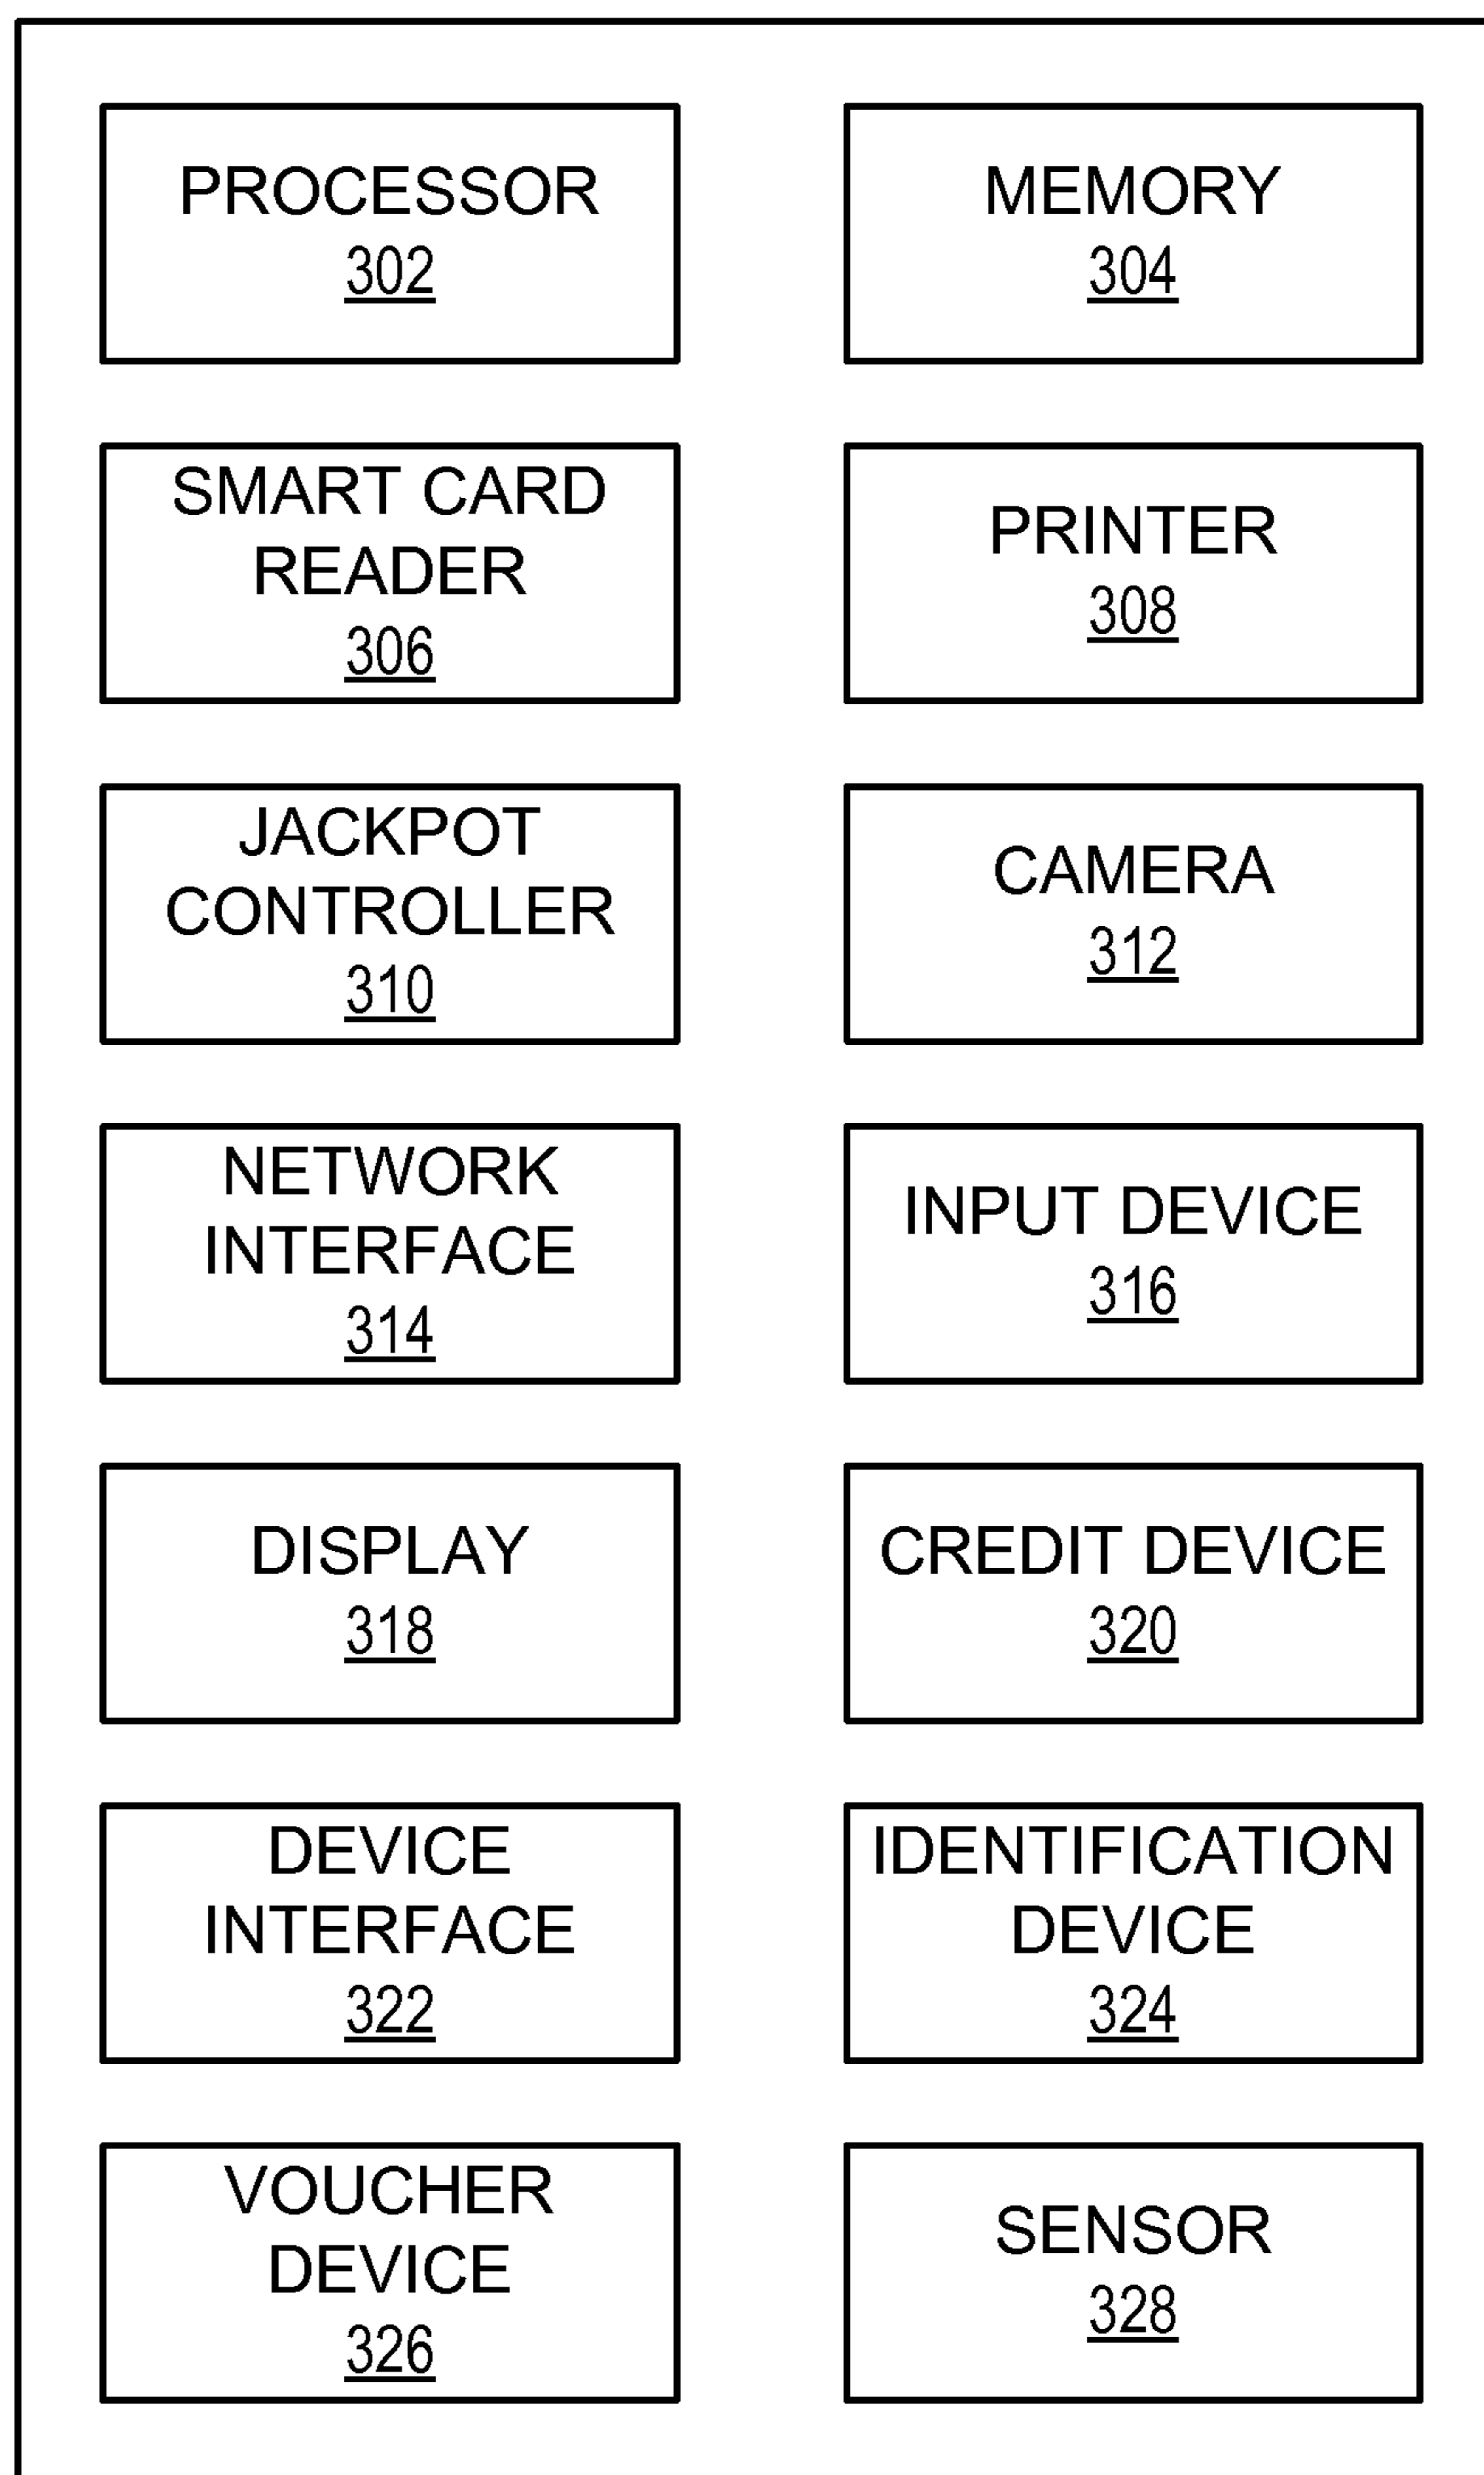 PROCESSOR
302
MEMORY
304
SMART CARD
READER
306
PRINTER
308
JACKPOT
CONTROLLER
310
CAMERA
312
NETWORK
INTERFACE
314
INPUT DEVICE
316
DISPLAY
318
CREDIT DEVICE
320
DEVICE
INTERFACE
322
IDENTIFICATION
DEVICE
324
VOUCHER
DEVICE
326
SENSOR
328